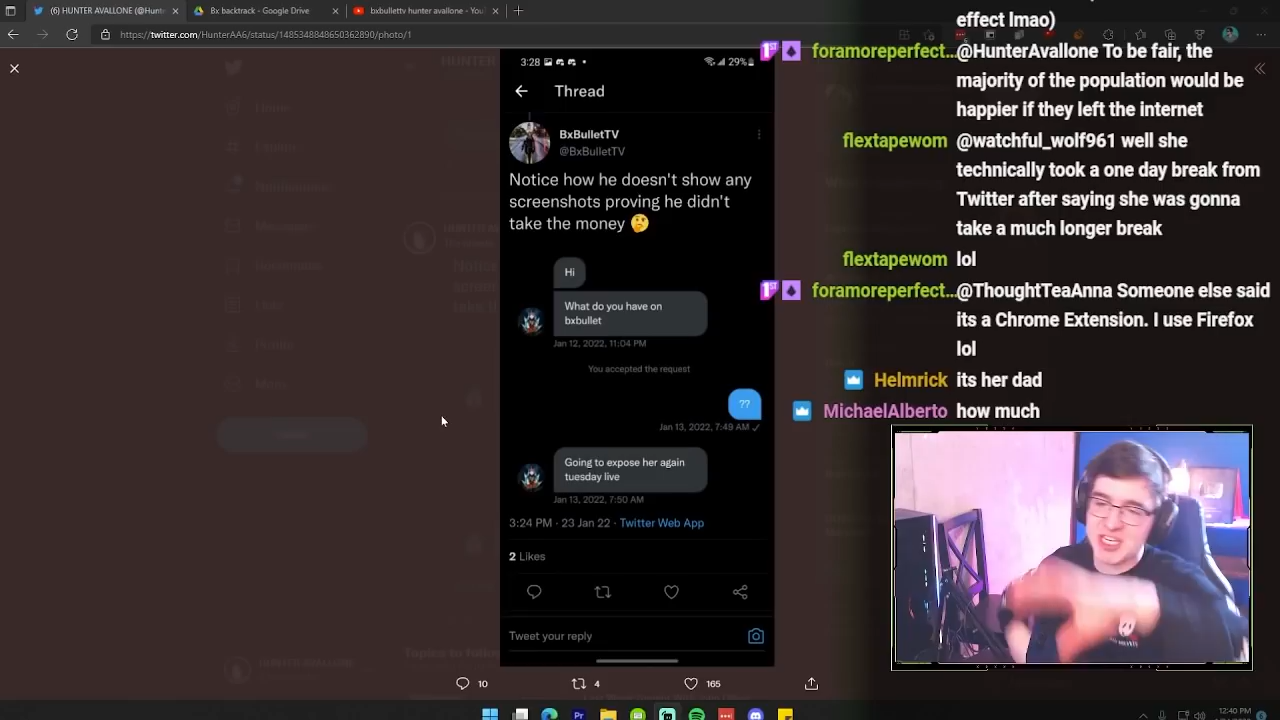 (6) HUNTER AVALLONE (@Hunt
Bx backtrack - Google Drive
bxbullettv hunter avallone - You
https://twitter.com/HunterAA6/status/1485348848650362890/photo/1
3:28
29%
Thread
BxBulletTV
@BxBulletTV
Notice how he doesn't show any
screenshots proving he didn't
take the money 🤔
Hi
What do you have on
bxbullet
Jan 12, 2022, 11:04 PM
You accepted the request
??
Jan 13, 2022, 7:49 AM
Going to expose her again
tuesday live
Jan 13, 2022, 7:50 AM
3:24 PM · 23 Jan 22 · Twitter Web App
2 Likes
Tweet your reply
10
4
165
effect lmao)
foramoreperfect... @HunterAvallone To be fair, the
majority of the population would be
happier if they left the internet
flextapewom @watchful_wolf961 well she
technically took a one day break from
Twitter after saying she was gonna
take a much longer break
flextapewom lol
foramoreperfect... @ThoughtTeaAnna Someone else said
its a Chrome Extension. I use Firefox
lol
Helmrick its her dad
MichaelAlberto how much
12:40 PM